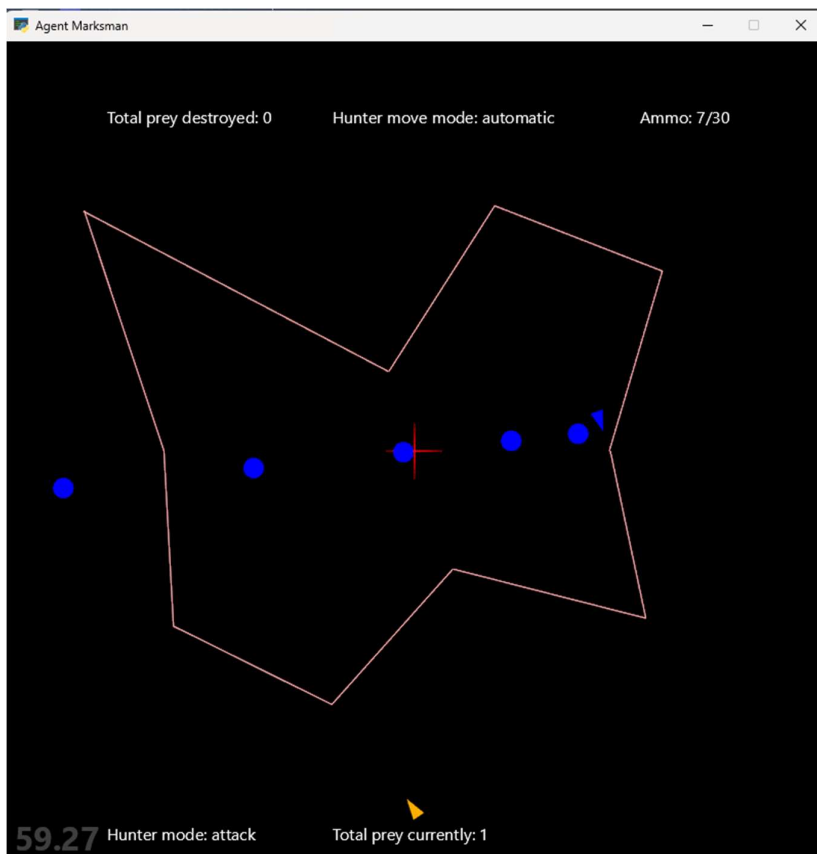 Agent Marksman
Total prey destroyed: 0 Hunter move mode: automatic Ammo: 7/30
59.27 Hunter mode: attack Total prey currently: 1